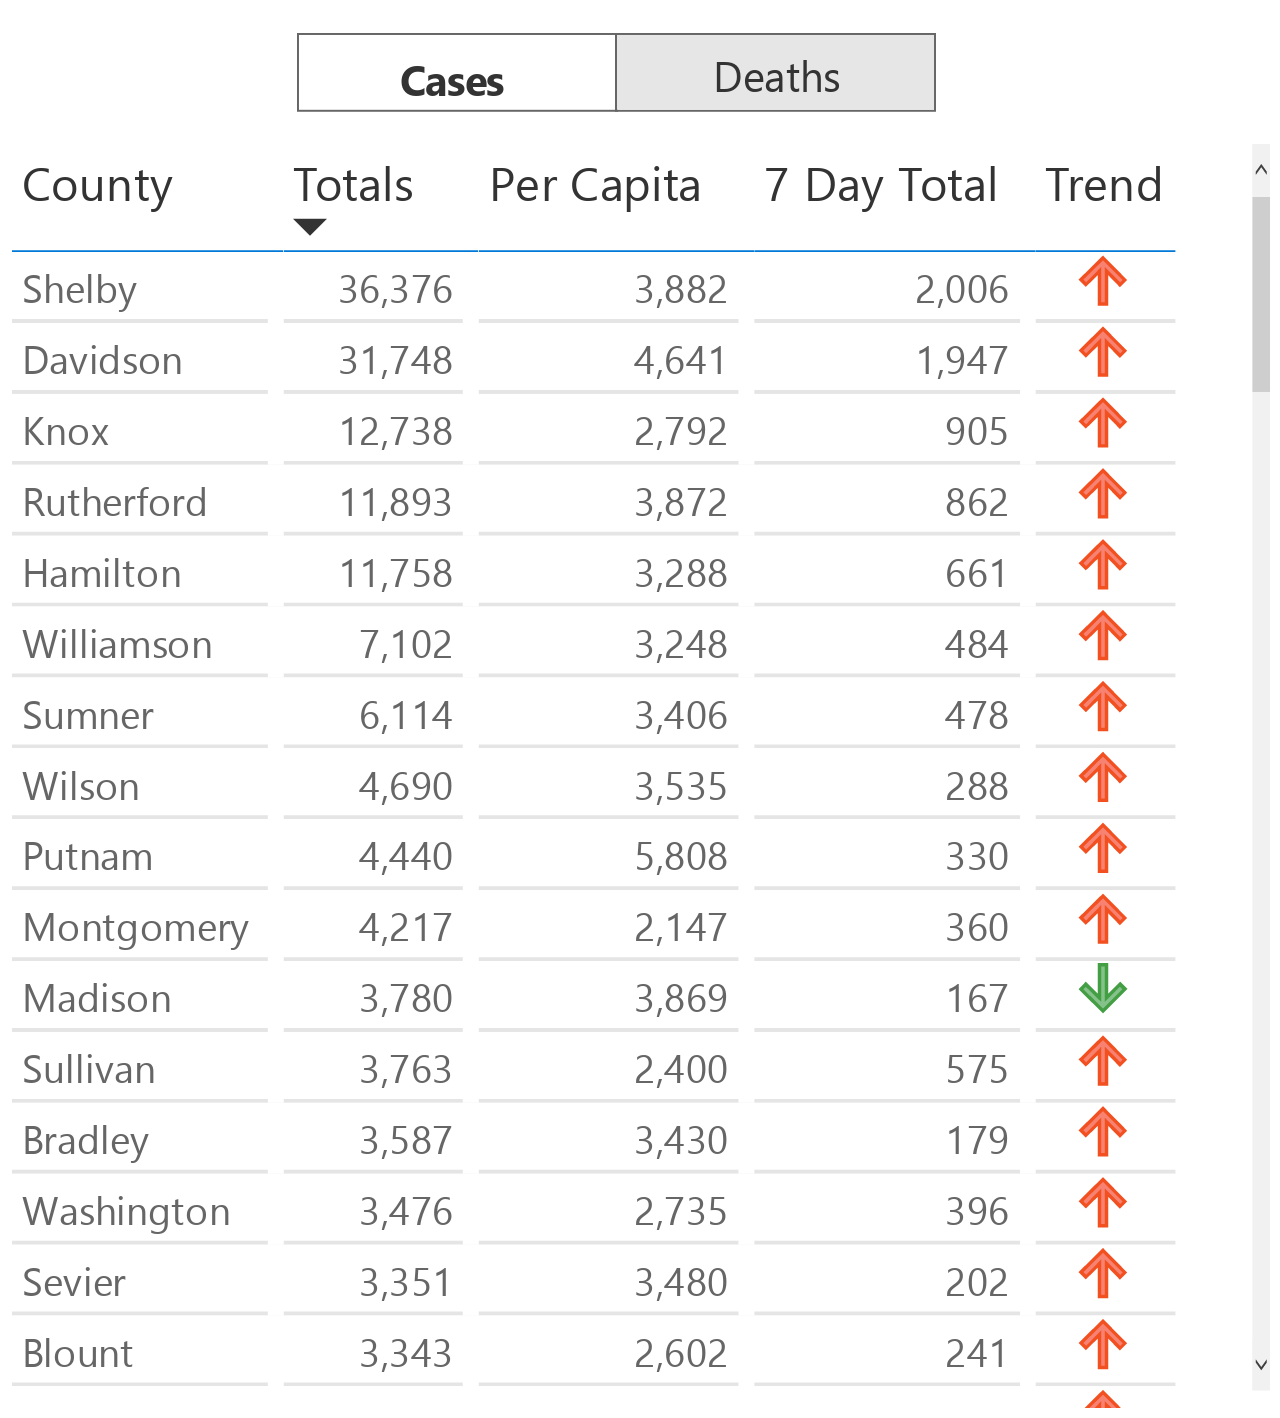 Cases Deaths
County Totals Per Capita 7 Day Total Trend
Shelby 36,376 3,882 2,006
Davidson 31,748 4,641 1,947
Knox 12,738 2,792 905
Rutherford 11,893 3,872 862
Hamilton 11,758 3,288 661
Williamson 7,102 3,248 484
Sumner 6,114 3,406 478
Wilson 4,690 3,535 288
Putnam 4,440 5,808 330
Montgomery 4,217 2,147 360
Madison 3,780 3,869 167
Sullivan 3,763 2,400 575
Bradley 3,587 3,430 179
Washington 3,476 2,735 396
Sevier 3,351 3,480 202
Blount 3,343 2,602 241